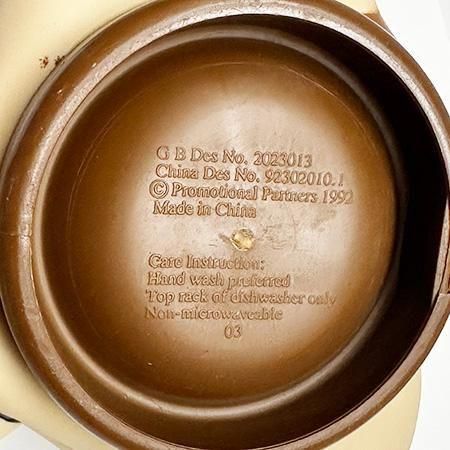 G B Des No. 2023013
China Des No. 92302010.1
© Promotional Partners 1992
Made in China
Care Instruction:
Hand wash preferred
Top rack of dishwasher only
Non-microwaveable
03